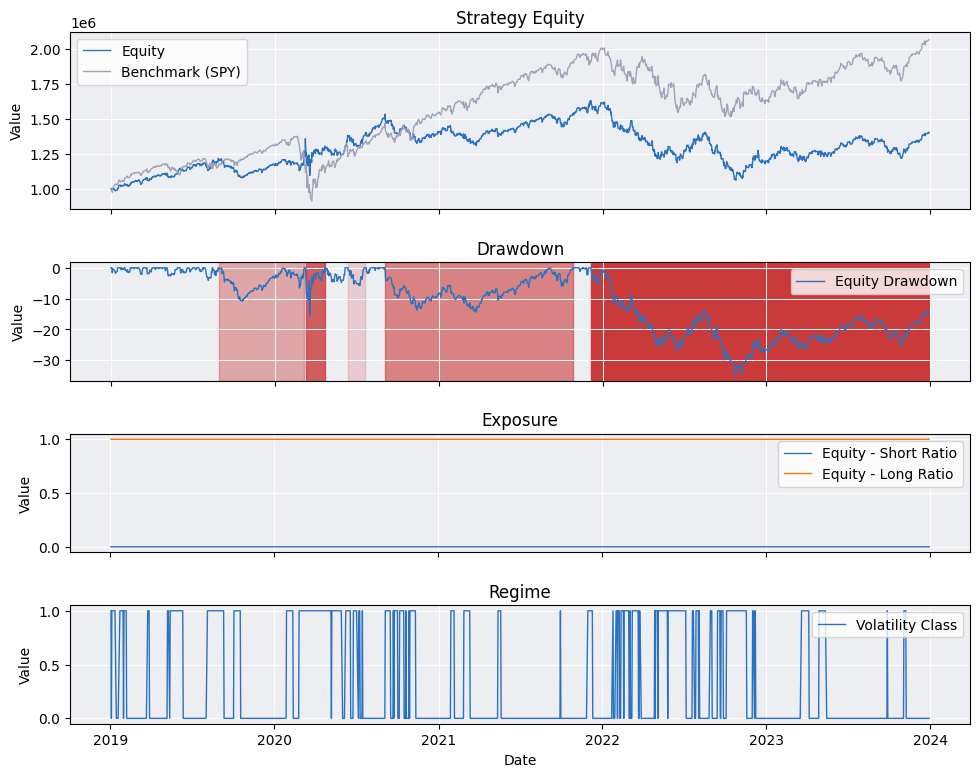 Strategy Equity
1e6
2.00
1.75
1.50
1.25
1.00
Value
Equity
Benchmark (SPY)
Drawdown
0
−10
−20
−30
Value
Equity Drawdown
Exposure
1.0
0.5
0.0
Value
Equity - Short Ratio
Equity - Long Ratio
Regime
1.0
0.5
0.0
Value
Volatility Class
2019 2020 2021 2022 2023 2024
Date